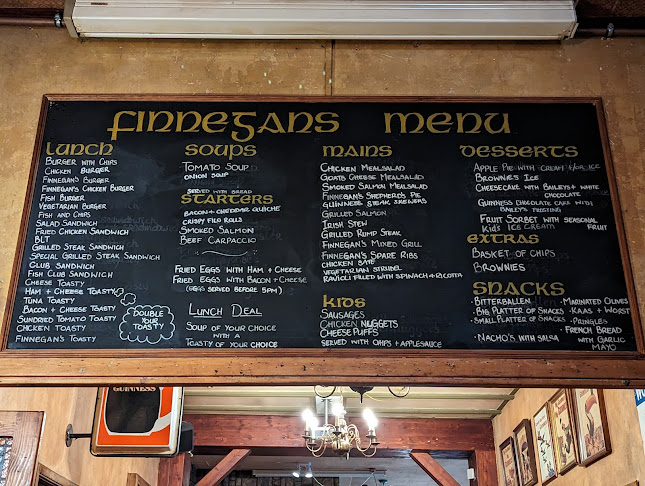 FINNEGANS MENU
LUNCH
BURGER WITH CHIPS
CHICKEN BURGER
FINNEGAN'S BURGER
FINNEGAN'S CHICKEN BURGER
FISH BURGER
VEGETARIAN BURGER
FISH AND CHIPS
SALAD SANDWICH
FRIED CHICKEN SANDWICH
BLT
GRILLED STEAK SANDWICH
SPECIAL GRILLED STEAK SANDWICH
CLUB SANDWICH
FISH CLUB SANDWICH
CHEESE TOASTY
HAM + CHEESE TOASTY
TUNA TOASTY
BACON + CHEESE TOASTY
SUNDRIED TOMATO TOASTY
CHICKEN TOASTY
FINNEGAN'S TOASTY
DOUBLE
YOUR
TOASTY
SOUPS
TOMATO SOUP
ONION SOUP
SERVED WITH BREAD
STARTERS
BACON + CHEDDAR QUICHE
CRISPY FILO ROLLS
SMOKED SALMON
BEEF CARPACCIO
FRIED EGGS WITH HAM + CHEESE
FRIED EGGS WITH BACON + CHEESE
(EGGS SERVED BEFORE 5PM)
LUNCH DEAL
SOUP OF YOUR CHOICE
WITH A
TOASTY OF YOUR CHOICE
MAINS
CHICKEN MEALSALAD
GOATS CHEESE MEALSALAD
SMOKED SALMON MEALSALAD
FINNEGAN'S SHEPHERD'S PIE
GUINNESS STEAK SKEWERS
GRILLED SALMON
IRISH STEW
GRILLED RUMP STEAK
FINNEGAN'S MIXED GRILL
FINNEGAN'S SPARE RIBS
CHICKEN SATE
VEGETARIAN STRUDEL
RAVIOLI FILLED WITH SPINACH + RICOTTA
KIDS
SAUSAGES
CHICKEN NUGGETS
CHEESE PUFFS
SERVED WITH CHIPS + APPLESAUCE
DESSERTS
APPLE PIE WITH CREAM +/OR ICE
BROWNIES ICE
CHEESECAKE WITH BAILEYS + WHITE
CHOCOLATE
GUINNESS CHOCOLATE CAKE WITH
BAILEY'S FROSTING
FRUIT SORBET WITH SEASONAL
FRUIT
KID'S ICE CREAM
EXTRAS
BASKET OF CHIPS
BROWNIES
SNACKS
• BITTERBALLEN
• BIG PLATTER OF SNACKS
• SMALL PLATTER OF SNACKS
• NACHO'S WITH SALSA
• MARINATED OLIVES
• KAAS + WORST
• PRINGLES
• FRENCH BREAD
WITH GARLIC
MAYO
GUINNESS